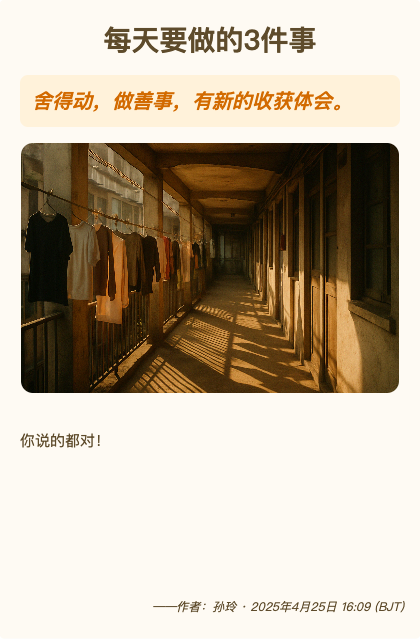 每天要做的3件事
舍得动，做善事，有新的收获体会。
你说的都对！
——作者：孙玲 · 2025年4月25日 16:09 (BJT)